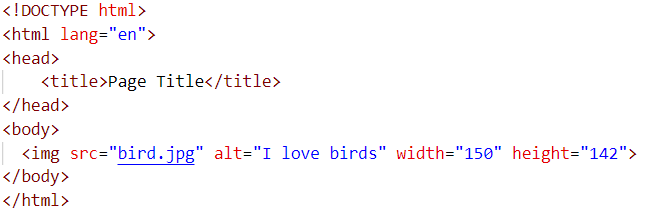 <!DOCTYPE html>
<html lang="en">
<head>
    <title>Page Title</title>
</head>
<body>
  <img src="bird.jpg" alt="I love birds" width="150" height="142">
</body>
</html>